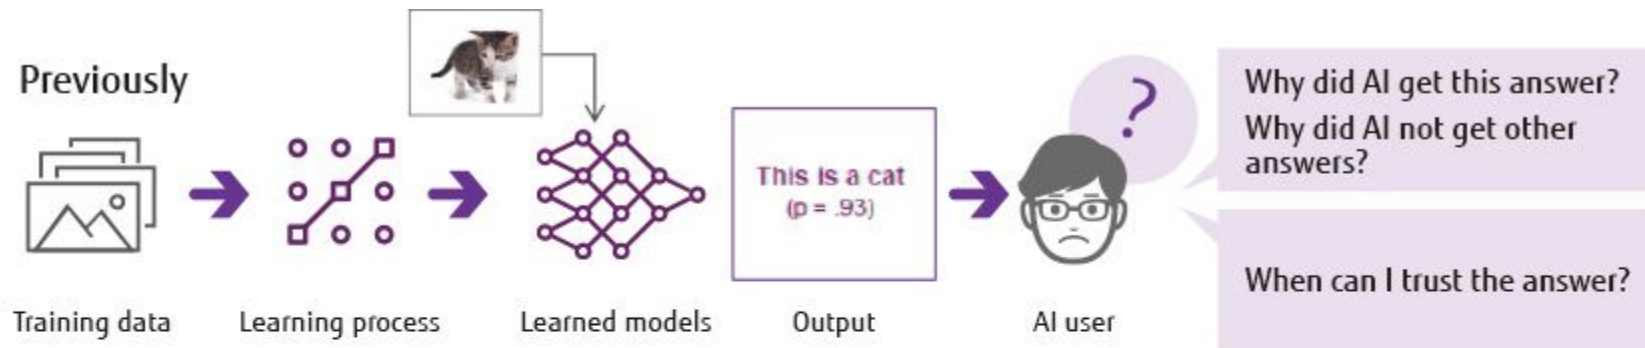 Previously
?
This is a cat
(p = .93)
Why did AI get this answer?
Why did AI not get other
answers?
When can I trust the answer?
Training data
Learning process
Learned models
Output
AI user